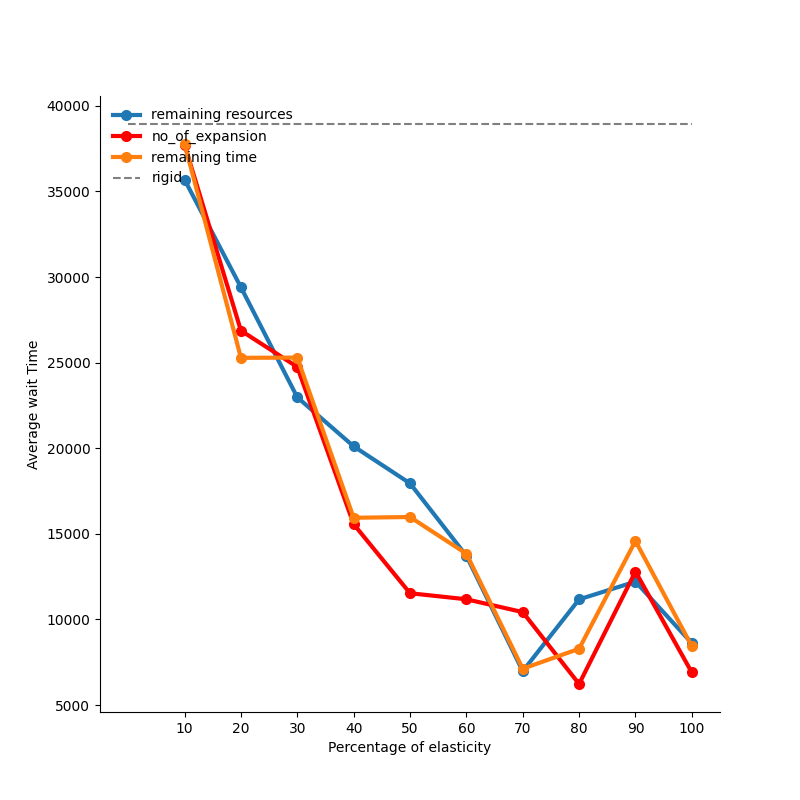 remaining resources
no_of_expansion
remaining time
rigid
40000
35000
30000
25000
20000
15000
10000
5000
Average wait Time
10 20 30 40 50 60 70 80 90 100
Percentage of elasticity